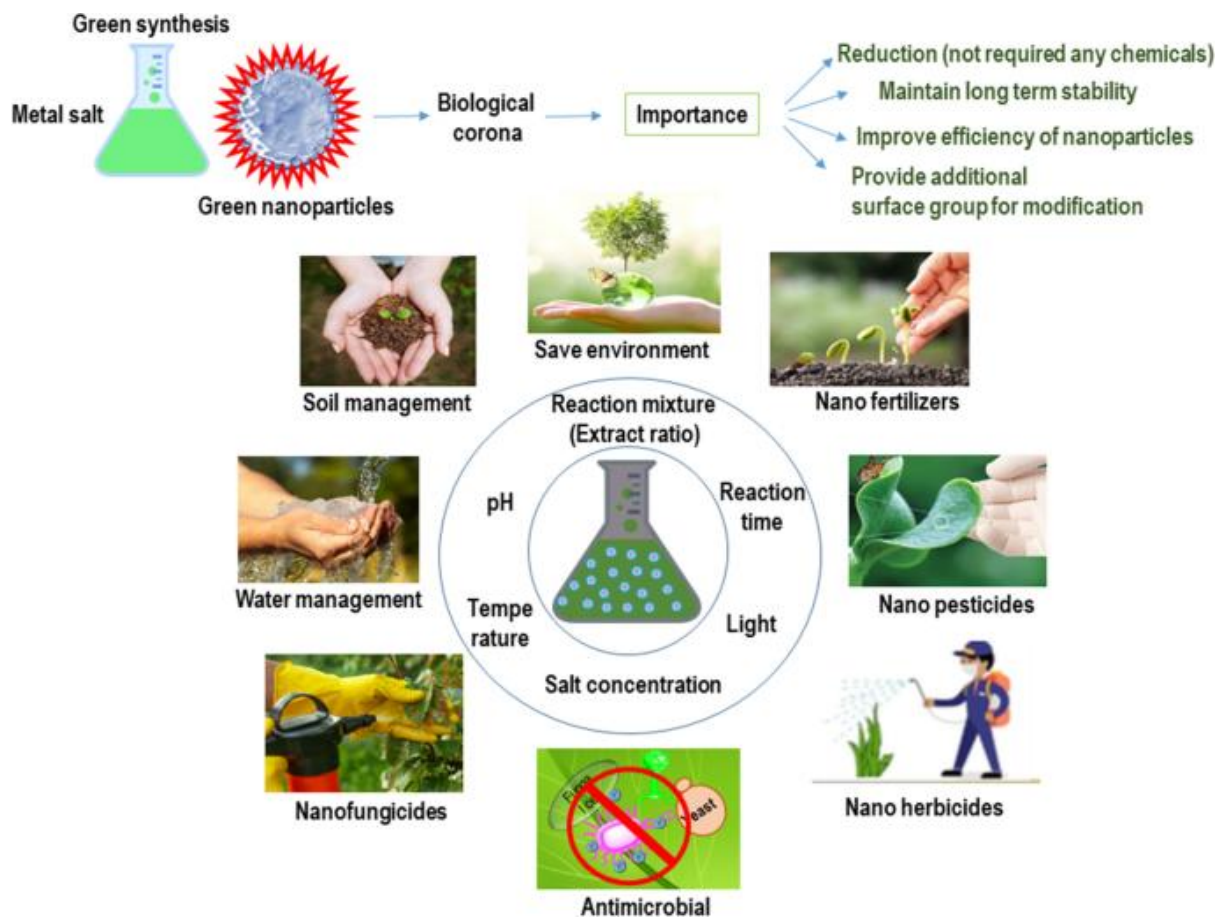 Green synthesis
Metal salt
Green nanoparticles
Biological
corona
Importance
Reduction (not required any chemicals)
Maintain long term stability
Improve efficiency of nanoparticles
Provide additional
surface group for modification
Save environment
Soil management
Nano fertilizers
Reaction mixture
(Extract ratio)
pH
Reaction
time
Water management
Nano pesticides
Tempe
rature
Light
Salt concentration
Nanofungicides
Nano herbicides
Yeast
Antimicrobial